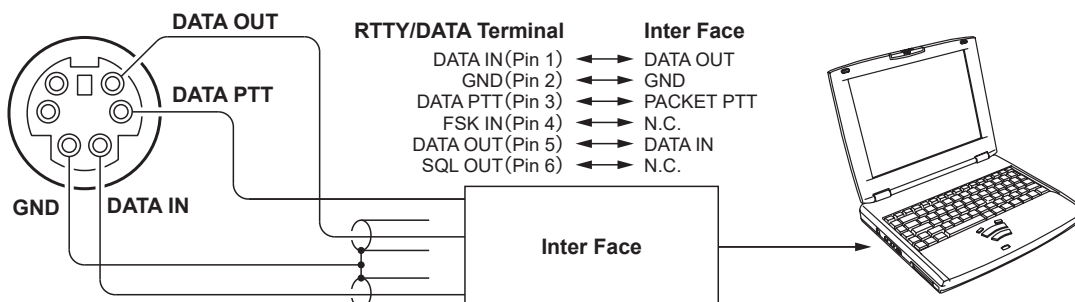 DATA OUT
DATA PTT
GND
DATA IN
RTTY/DATA Terminal Inter Face
DATA IN(Pin 1) DATA OUT
GND(Pin 2) GND
DATA PTT(Pin 3) PACKET PTT
FSK IN(Pin 4) N.C.
DATA OUT(Pin 5) DATA IN
SQL OUT(Pin 6) N.C.
Inter Face